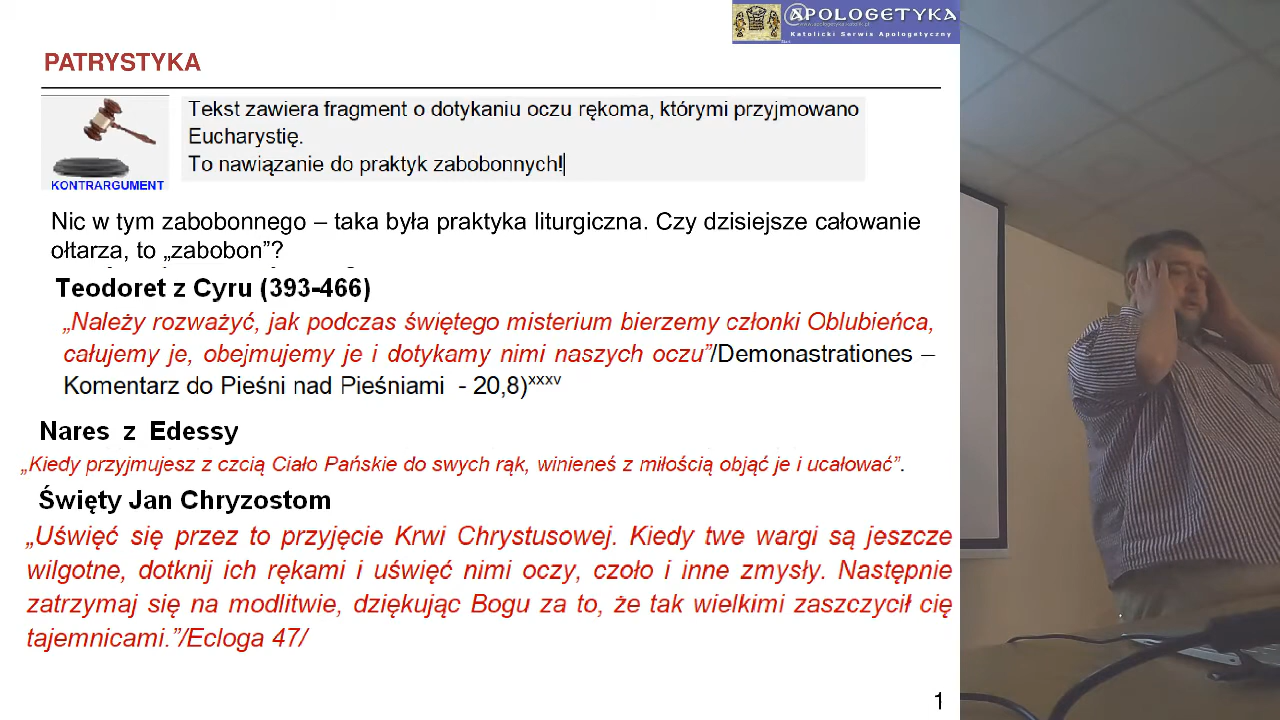 @POLOGETYKA
www.apologetyka.katolik.pl
Katolicki Serwis Apologetyczny
PATRYSTYKA
Tekst zawiera fragment o dotykaniu oczu rękoma, którymi przyjmowano
Eucharystię.
To nawiązanie do praktyk zabobonnych!
KONTRARGUMENT
Nic w tym zabobonnego – taka była praktyka liturgiczna. Czy dzisiejsze całowanie
ołtarza, to „zabobon”?
Teodoret z Cyru (393-466)
„Należy rozważyć, jak podczas świętego misterium bierzemy członki Oblubieńca,
całujemy je, obejmujemy je i dotykamy nimi naszych oczu”/Demonastrationes –
Komentarz do Pieśni nad Pieśniami - 20,8)xxxv
Nares z Edessy
„Kiedy przyjmujesz z czcią Ciało Pańskie do swych rąk, winieneś z miłością objąć je i ucałować”.
Święty Jan Chryzostom
„Uświęć się przez to przyjęcie Krwi Chrystusowej. Kiedy twe wargi są jeszcze
wilgotne, dotknij ich rękami i uświęć nimi oczy, czoło i inne zmysły. Następnie
zatrzymaj się na modlitwie, dziękując Bogu za to, że tak wielkimi zaszczycił cię
tajemnicami.”/Ecloga 47/
1